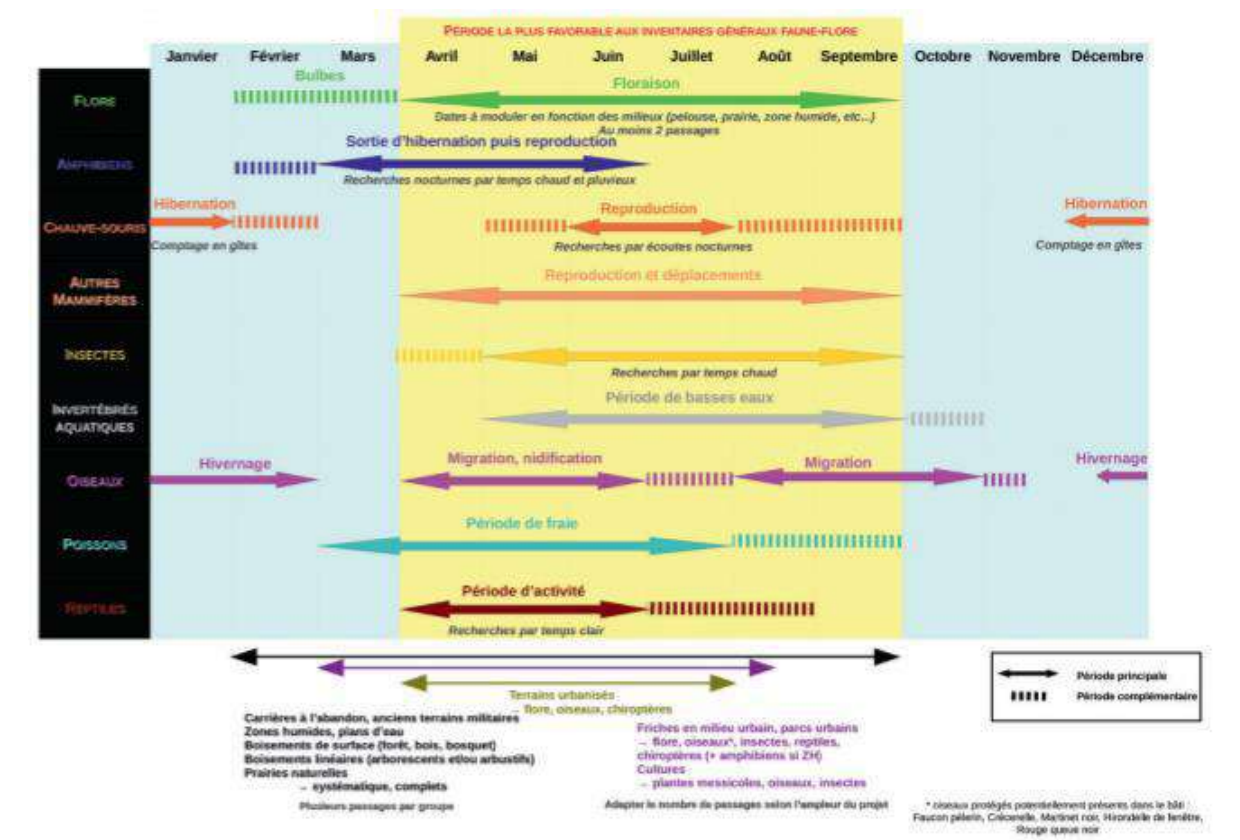 PÉRIODE LA PLUS FAVORABLE AUX INVENTAIRES GÉNÉRAUX FAUNE-FLORE
Janvier Février Mars Avril Mai Juin Juillet Août Septembre Octobre Novembre Décembre
FLORE
Bulbes
Floraison
Dates à moduler en fonction des milieux (pelouse, prairie, zone humide, etc...)
Au moins 2 passages
AMPHIBIENS
Sortie d'hibernation puis reproduction
Recherches nocturnes par temps chaud et pluvieux
CHAUVE-SOURIS
Hibernation
Reproduction
Hibernation
Comptage en gîtes
Recherches par écoutes nocturnes
Comptage en gîtes
AUTRES
MAMMIFÈRES
Reproduction et déplacements
INSECTES
Recherches par temps chaud
INVERTÉBRÉS
AQUATIQUES
Période de basses eaux
OISEAUX
Hivernage
Migration, nidification
Migration
Hivernage
POISSONS
Période de fraie
REPTILES
Période d'activité
Recherches par temps clair
Période principale
Période complémentaire
Terrains urbanisés
→ flore, oiseaux, chiroptères
Carrières à l'abandon, anciens terrains militaires
Zones humides, plans d'eau
Boisements de surface (forêt, bois, bosquet)
Boisements linéaires (arborescents et/ou arbustifs)
Prairies naturelles
→ systématique, complets
Plusieurs passages par groupe
Friches en milieu urbain, parcs urbains
→ flore, oiseaux*, insectes, reptiles,
chiroptères (+ amphibiens si ZH)
Cultures
→ plantes messicoles, oiseaux, insectes
Adapter le nombre de passages selon l'ampleur du projet
* oiseaux protégés potentiellement présents dans le bâti :
Faucon pèlerin, Crécerelle, Martinet noir, Hirondelle de fenêtre,
Rouge queue noir